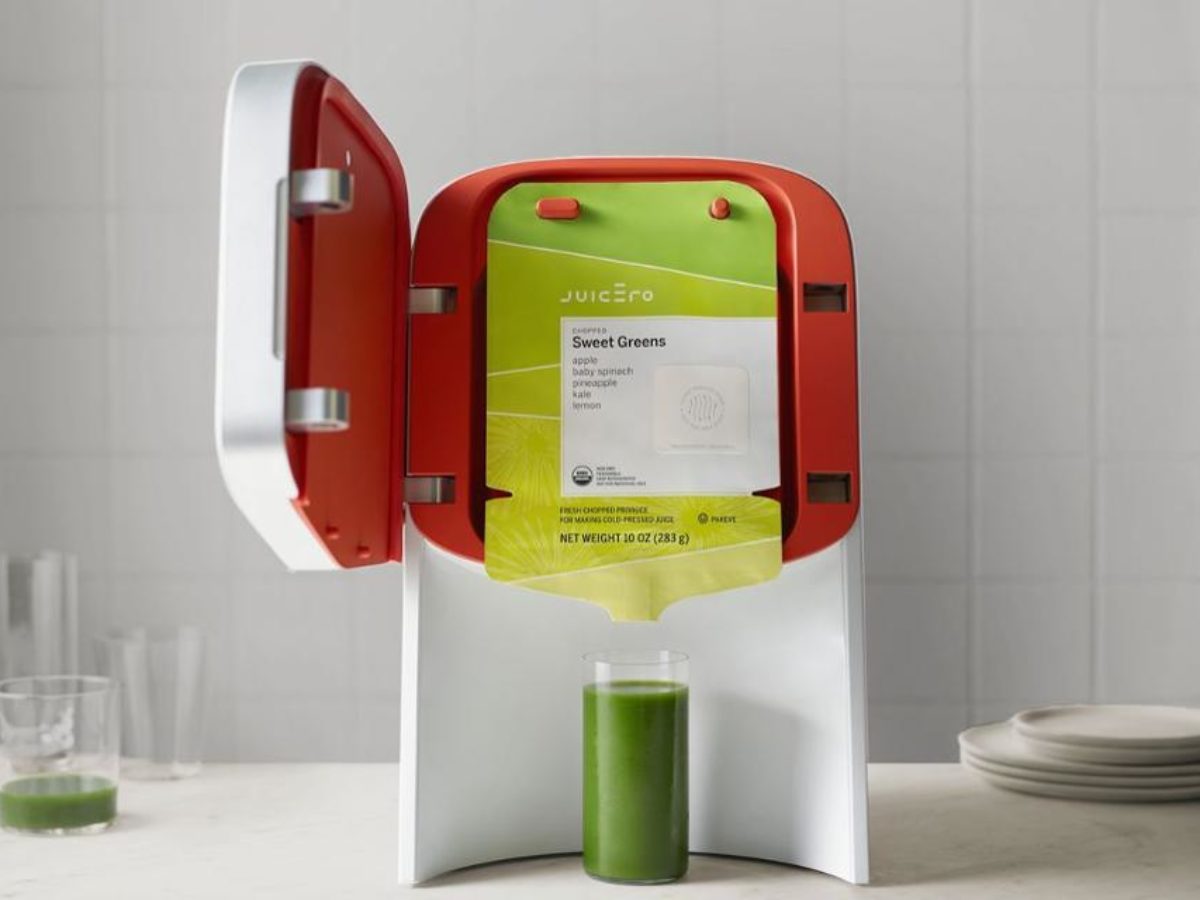 JUICEro
CHOPPED
Sweet Greens
apple
baby spinach
pineapple
kale
lemon
FRESH CHOPPED PRODUCE
FOR MAKING COLD-PRESSED JUICE
PAREVE
NET WEIGHT 10 OZ (283 g)